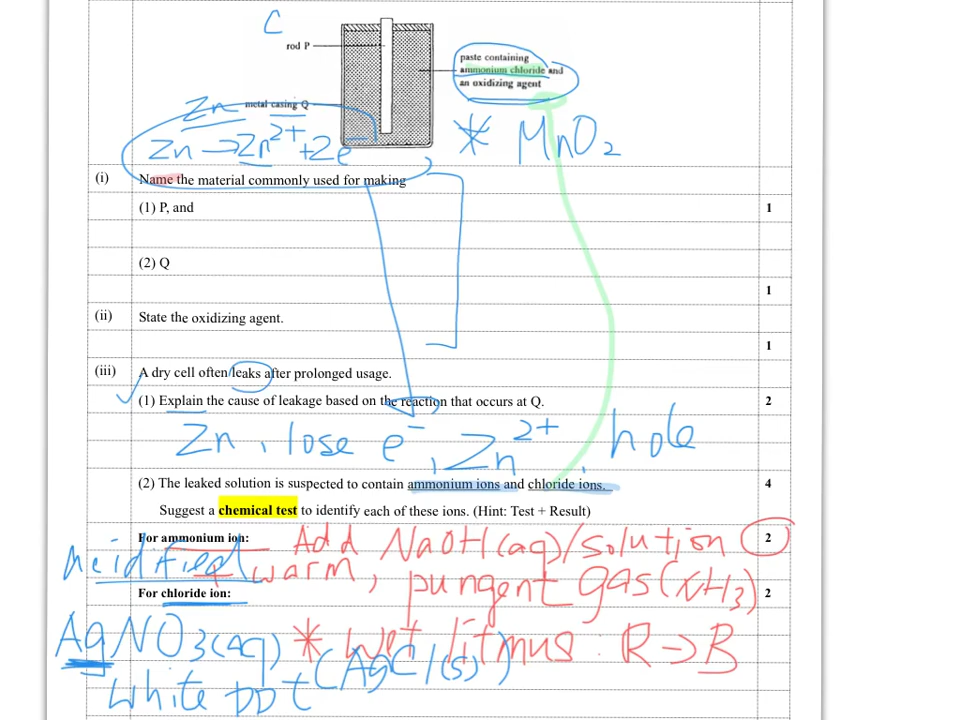 C
rod P
paste containing
ammonium chloride and
an oxidizing agent
Zn metal casing Q
Zn → Zn²⁺ + 2e⁻
* MnO₂
(i) Name the material commonly used for making
(1) P, and 1
(2) Q
1
(ii) State the oxidizing agent.
1
(iii) A dry cell often leaks after prolonged usage.
(1) Explain the cause of leakage based on the reaction that occurs at Q. 2
Zn, lose e⁻, Zn²⁺, hole
(2) The leaked solution is suspected to contain ammonium ions and chloride ions. 4
Suggest a chemical test to identify each of these ions. (Hint: Test + Result)
For ammonium ion: Add NaOH(aq)/solution 2
+ warm, pungent gas (NH₃)
For chloride ion: 2
* wet litmus : R → B
AgNO₃(aq)
(AgCl(s))
white ppt